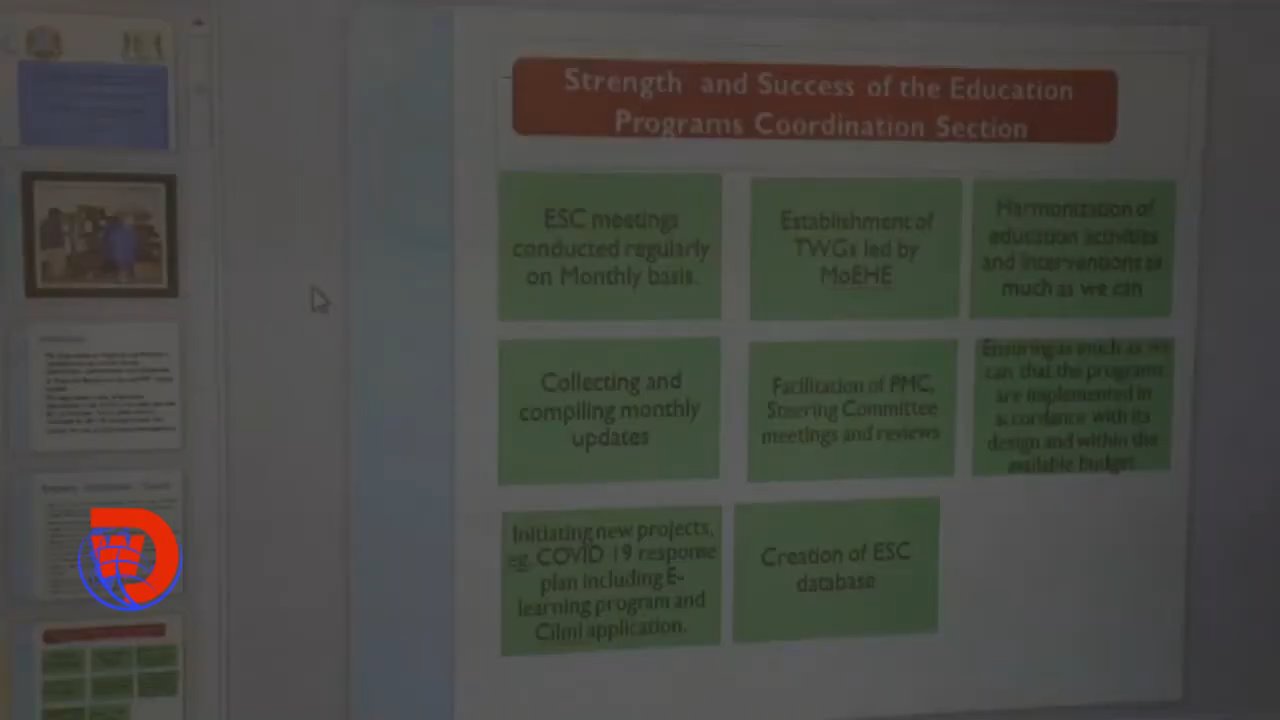 Strength and Success of the Education
Programs Coordination Section
ESC meetings
conducted regularly
on Monthly basis.
Establishment of
TWGs led by
MoEHE
Harmonization of
education activities
and interventions as
much as we can
Collecting and
compiling monthly
updates
Facilitation of PMC,
Steering Committee
meetings and reviews
Ensuring as much as we
can that the programs
are implemented in
accordance with its
design and within the
available budget
Initiating new projects,
eg. COVID 19 response
plan including E-
learning program and
Cilmi application.
Creation of ESC
database